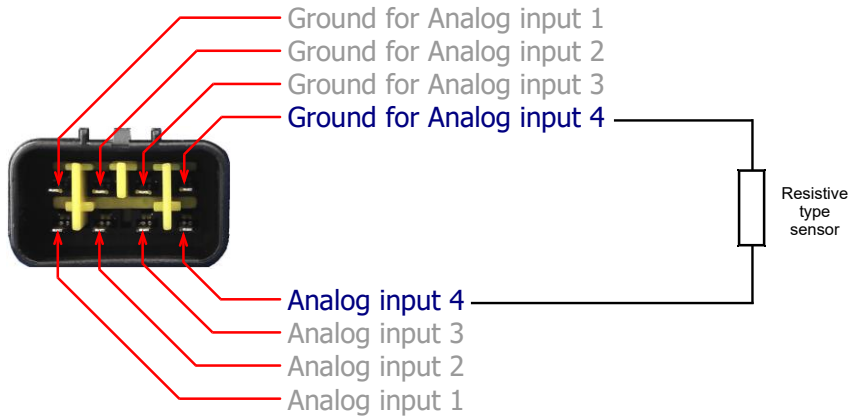 Ground for Analog input 1
Ground for Analog input 2
Ground for Analog input 3
Ground for Analog input 4
Resistive
type
sensor
Analog input 4
Analog input 3
Analog input 2
Analog input 1